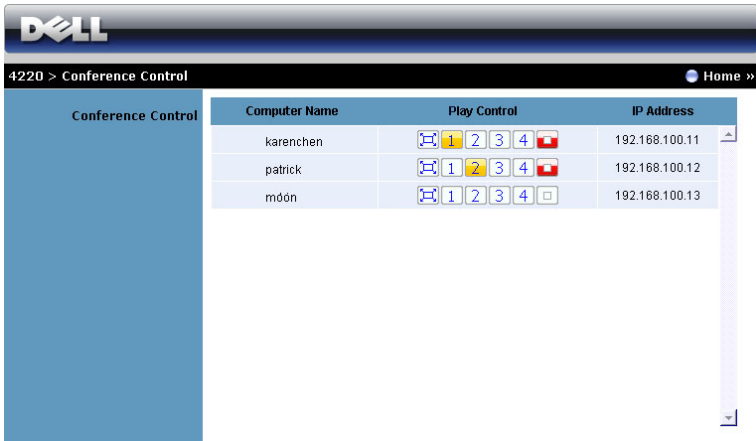 DELL
4220 > Conference Control
Home »
Conference Control
Computer Name Play Control IP Address
karenchen 1 2 3 4 192.168.100.11
patrick 1 2 3 4 192.168.100.12
móón 1 2 3 4 192.168.100.13